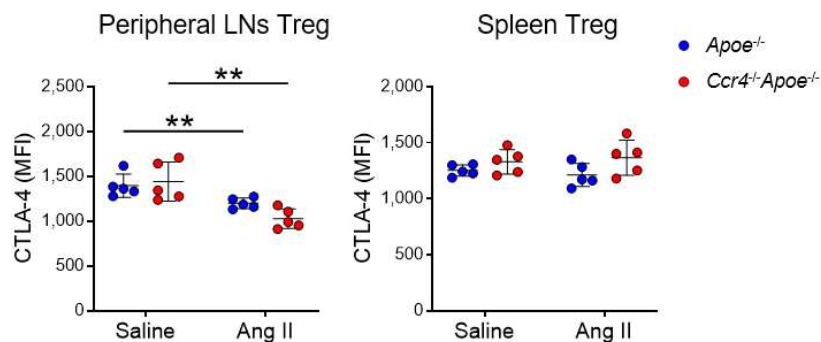 Peripheral LNs Treg
CTLA-4 (MFI)
2,500
2,000
1,500
1,000
500
0
**
**
Saline
Ang II
Spleen Treg
CTLA-4 (MFI)
2,000
1,500
1,000
500
0
Saline
Ang II
Apoe-/-
Ccr4-/-Apoe-/-